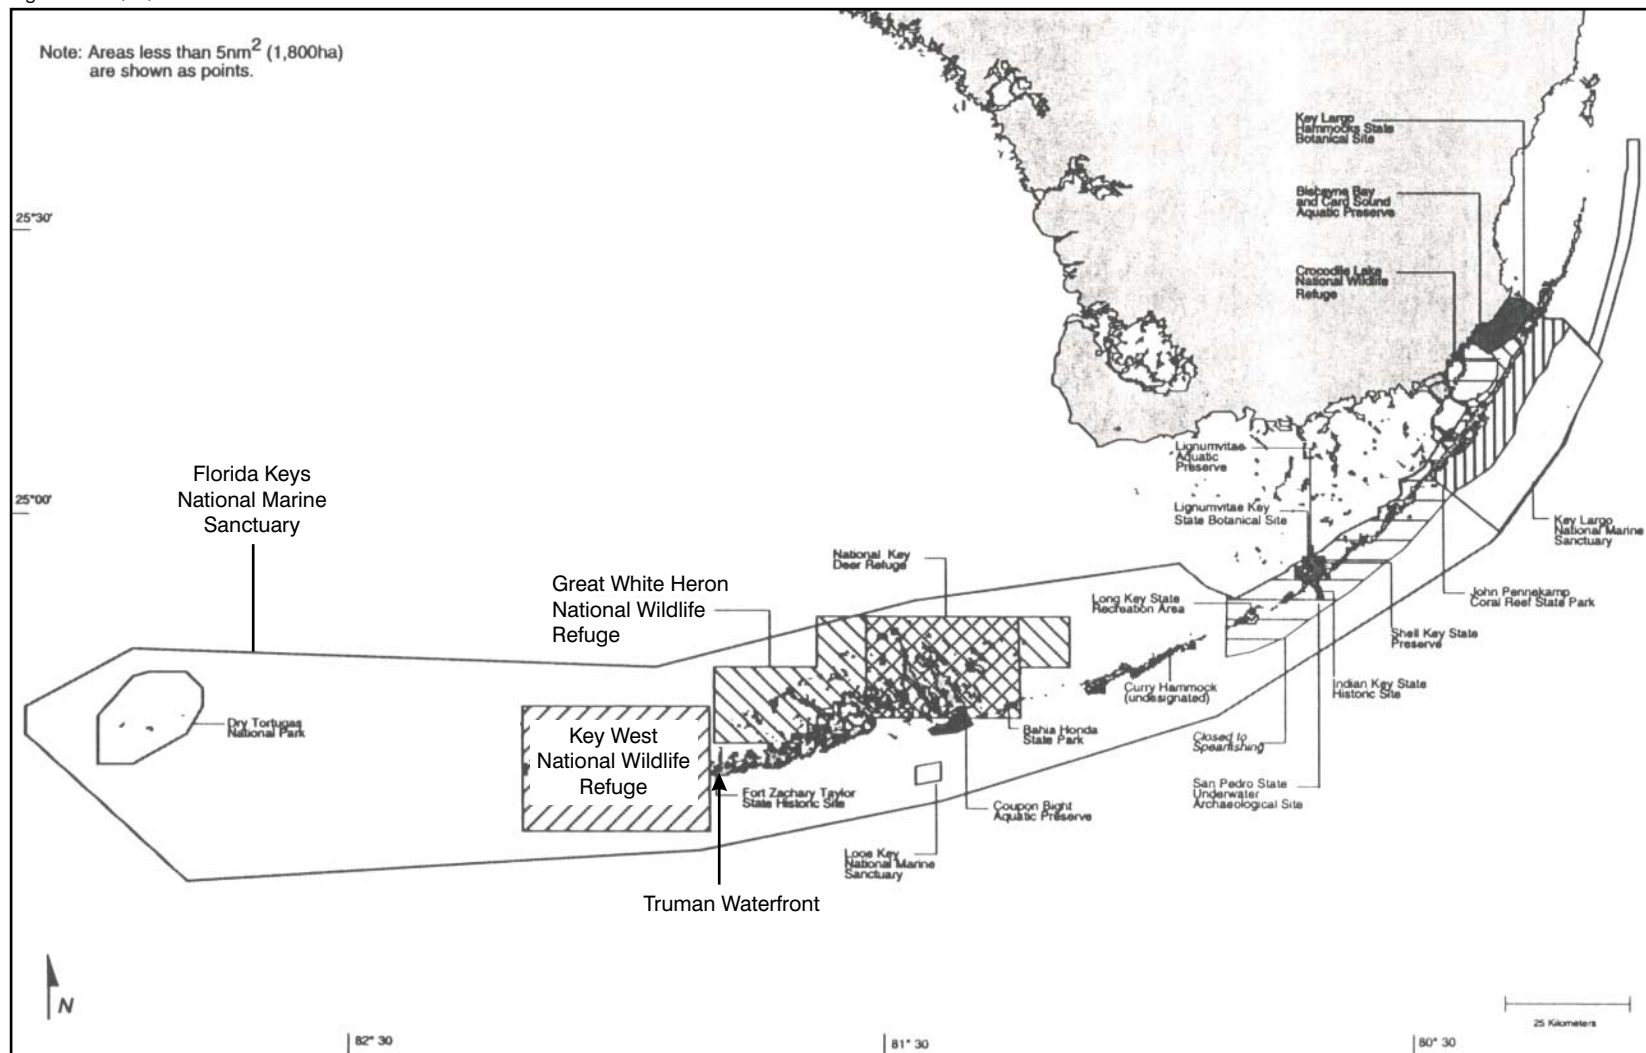 Note: Areas less than 5nm2 (1,800ha)
are shown as points.
Key Largo
Hammocks State
Botanical Site
Biscayne Bay
and Card Sound
Aquatic Preserve
25°30'
Crocodile Lake
National Wildlife
Refuge
Lignumvitae
Aquatic
Preserve
Florida Keys
National Marine
Sanctuary
25°00'
Lignumvitae Key
State Botanical Site
Key Largo
National Marine
Sanctuary
National Key
Deer Refuge
Great White Heron
National Wildlife
Refuge
Long Key State
Recreation Area
John Pennekamp
Coral Reef State Park
Shell Key State
Preserve
Indian Key State
Historic Site
Curry Hammock
(undesignated)
Dry Tortugas
National Park
Key West
National Wildlife
Refuge
Bahia Honda
State Park
Closed to
Spearfishing
Fort Zachary Taylor
State Historic Site
Coupon Bight
Aquatic Preserve
San Pedro State
Underwater
Archaeological Site
Looe Key
National Marine
Sanctuary
Truman Waterfront
N
25 Kilometers
82° 30
81° 30
80° 30